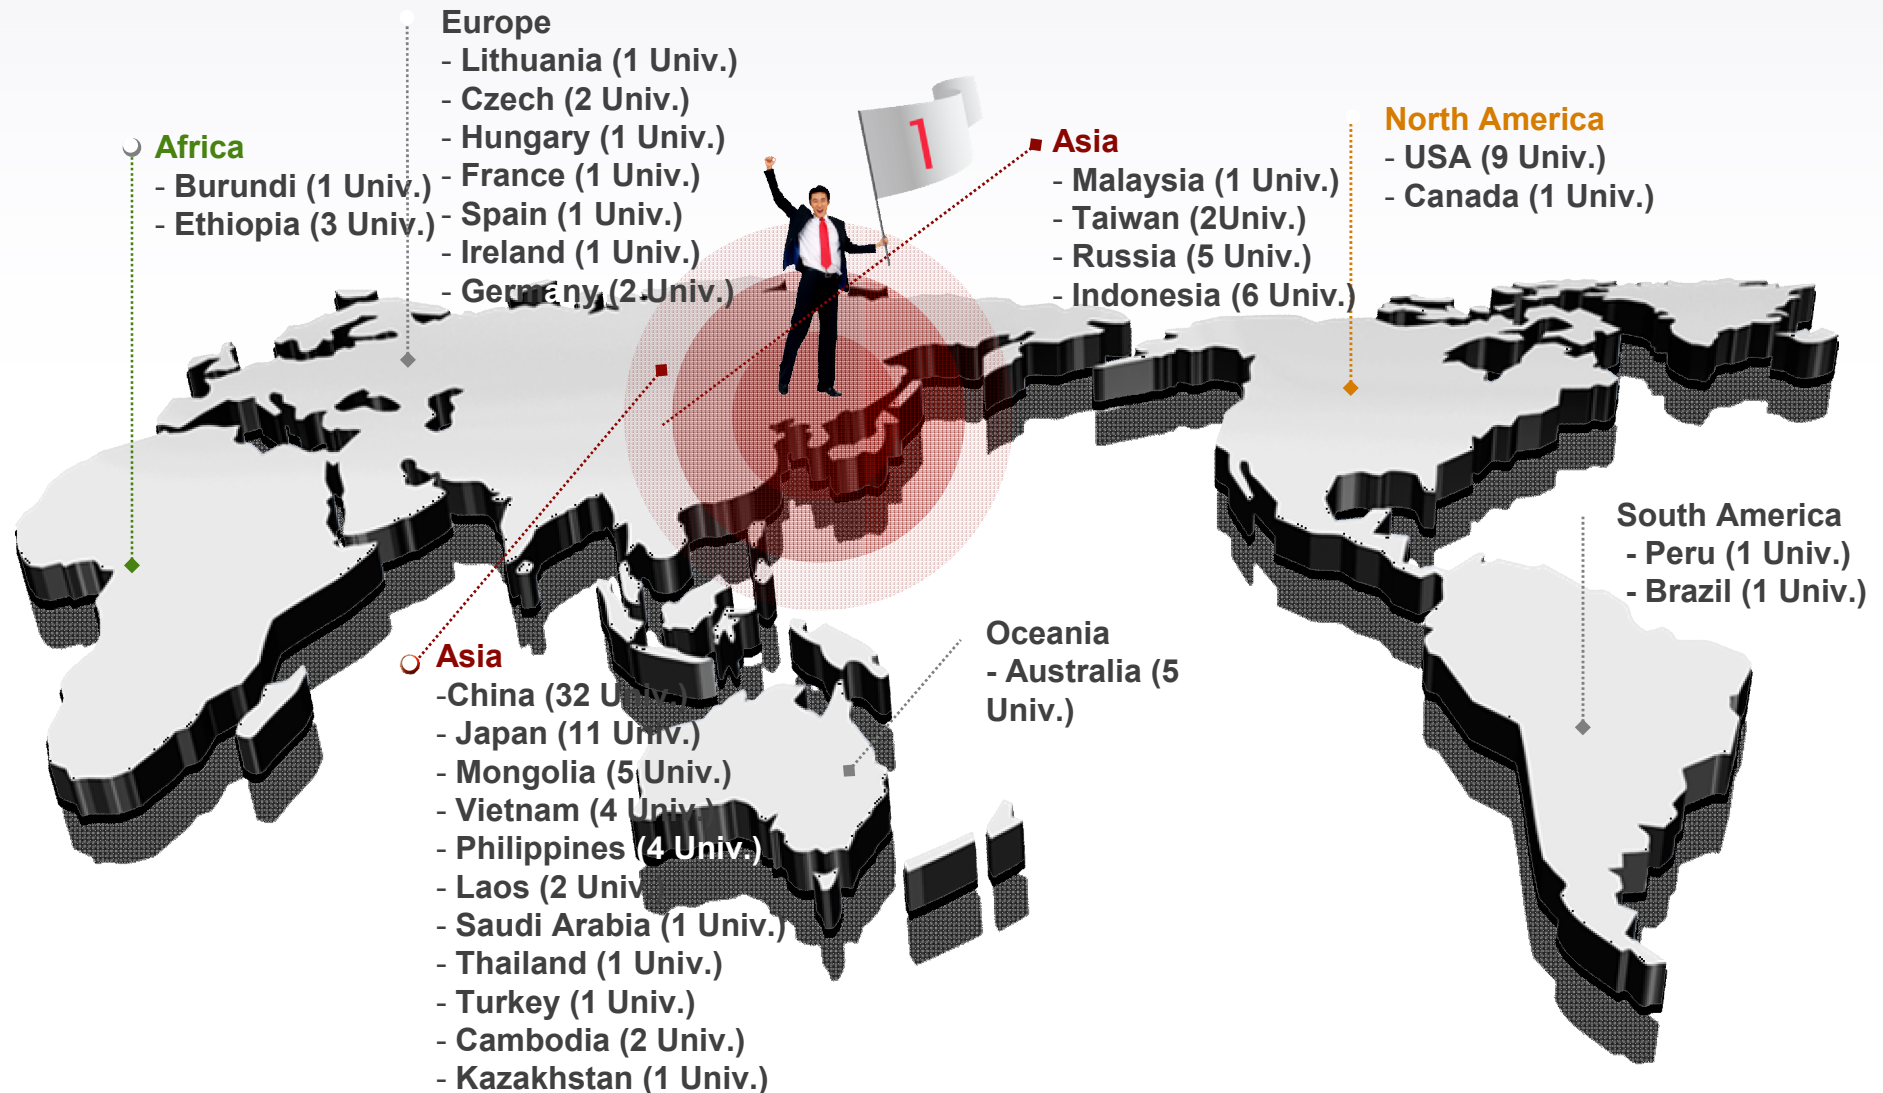 Europe
- Lithuania (1 Univ.)
- Czech (2 Univ.)
- Hungary (1 Univ.)
- France (1 Univ.)
- Spain (1 Univ.)
- Ireland (1 Univ.)
- Germany (2 Univ.)
Africa
- Burundi (1 Univ.)
- Ethiopia (3 Univ.)
1
Asia
- Malaysia (1 Univ.)
- Taiwan (2Univ.)
- Russia (5 Univ.)
- Indonesia (6 Univ.)
North America
- USA (9 Univ.)
- Canada (1 Univ.)
South America
- Peru (1 Univ.)
- Brazil (1 Univ.)
Oceania
- Australia (5
Univ.)
Asia
-China (32 Univ.)
- Japan (11 Univ.)
- Mongolia (5 Univ.)
- Vietnam (4 Univ.)
- Philippines (4 Univ.)
- Laos (2 Univ.)
- Saudi Arabia (1 Univ.)
- Thailand (1 Univ.)
- Turkey (1 Univ.)
- Cambodia (2 Univ.)
- Kazakhstan (1 Univ.)